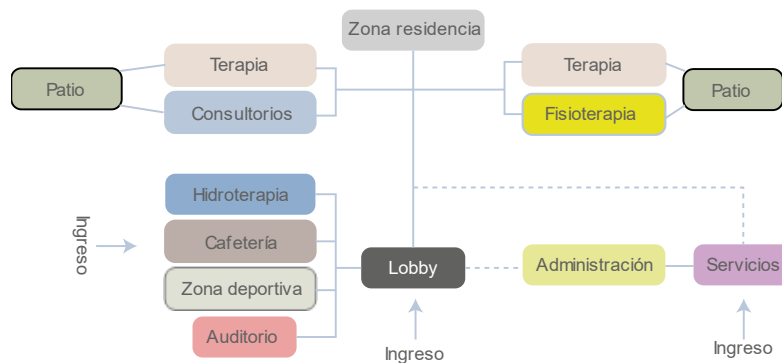 Zona residencia
Terapia
Terapia
Patio
Patio
Consultorios
Fisioterapia
Hidroterapia
Ingreso
Cafetería
Lobby
Administración
Servicios
Zona deportiva
Auditorio
Ingreso
Ingreso